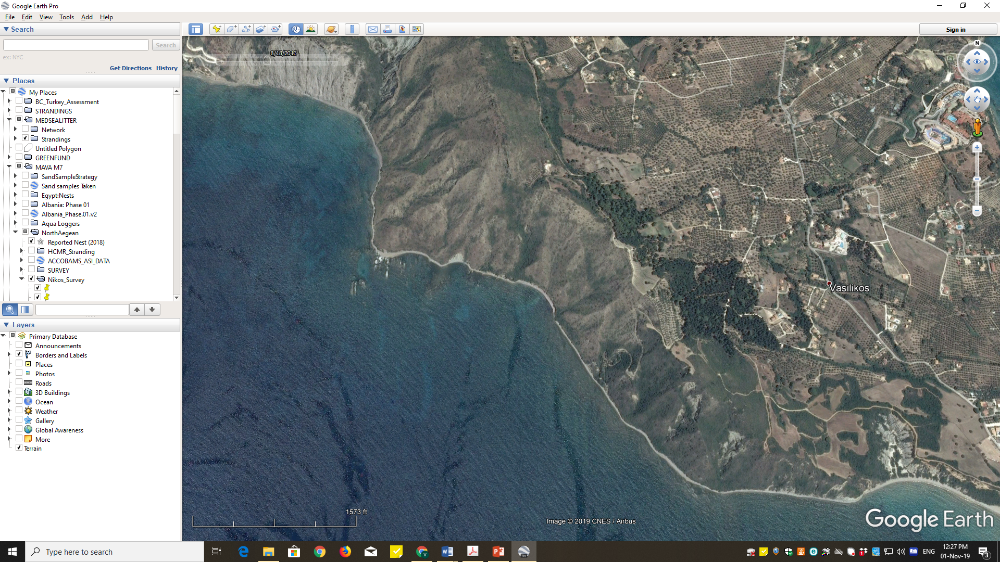 Google Earth Pro
File Edit View Tools Add Help
Search
Search
ex: NYC
Get Directions History
Places
My Places
BC_Turkey_Assessment
STRANDINGS
MEDSEALITTER
Network
Strandings
Untitled Polygon
GREENFUND
MAVA M7
SandSampleStrategy
Sand samples Taken
Egypt:Nests
Albania: Phase 01
Albania_Phase.01.v2
Aqua Loggers
NorthAegean
Reported Nest (2018)
HCMR_Stranding
ACCOBAMS_ASI_DATA
SURVEY
Nikos_Survey
Layers
Primary Database
Announcements
Borders and Labels
Places
Photos
Roads
3D Buildings
Ocean
Weather
Gallery
Global Awareness
More
Terrain
Sign in
8/13/2013
N
Vasilikos
1573 ft
Image © 2019 CNES / Airbus
Google Earth
Type here to search
ENG
12:27 PM
01-Nov-19
3